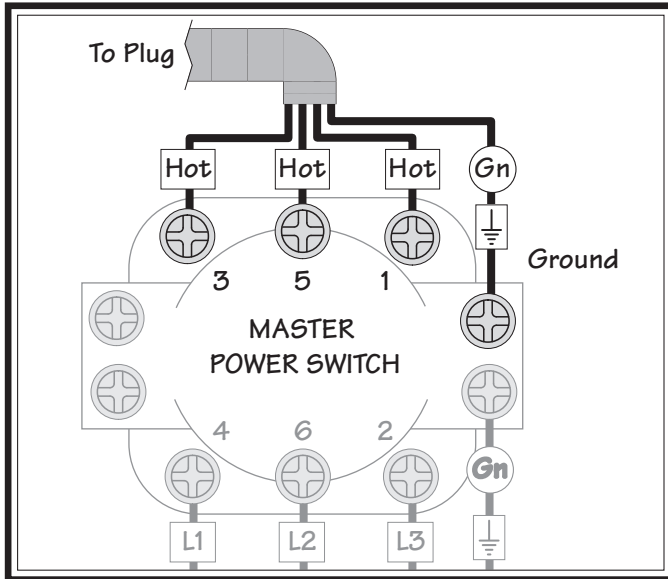 To Plug
Hot Hot Hot Gn
Ground
3 5 1
MASTER
POWER SWITCH
4 6 2
Gn
L1 L2 L3